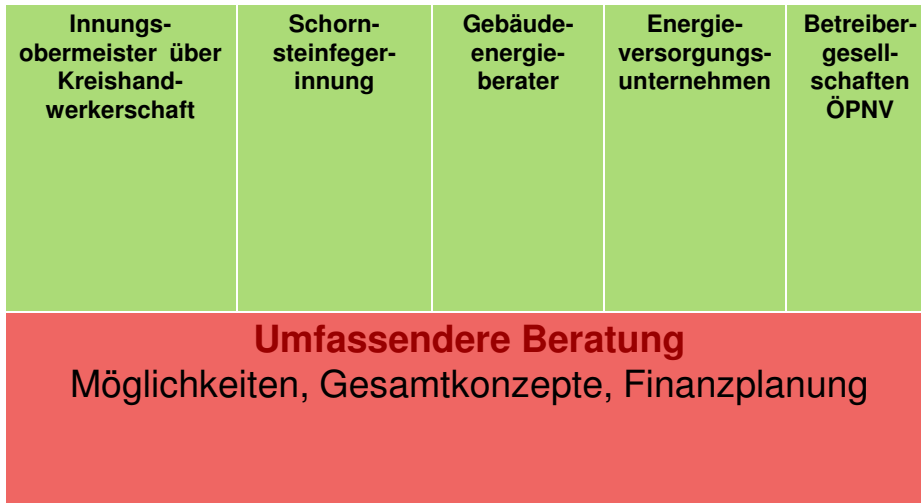 Innungs-
obermeister über
Kreishand-
werkerschaft
Schorn-
steinfeger-
innung
Gebäude-
energie-
berater
Energie-
versorgungs-
unternehmen
Betreiber-
gesell-
schaften
ÖPNV
Umfassendere Beratung
Möglichkeiten, Gesamtkonzepte, Finanzplanung